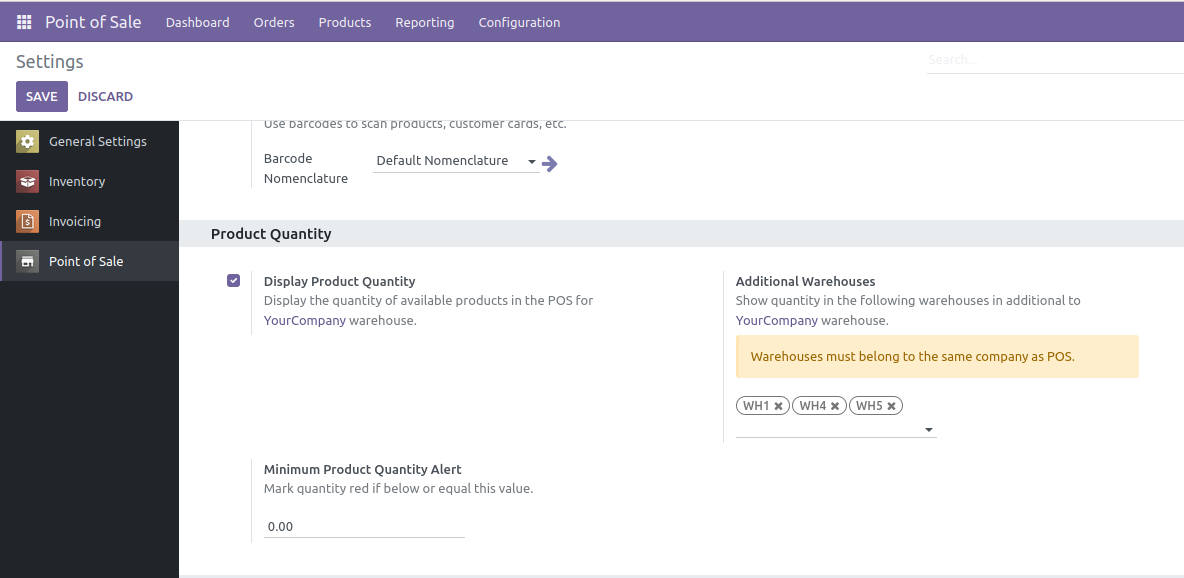 Point of Sale Dashboard Orders Products Reporting Configuration
Settings
Search...
SAVE DISCARD
General Settings
Inventory
Invoicing
Point of Sale
Use barcodes to scan products, customer cards, etc.
Barcode
Nomenclature
Default Nomenclature
Product Quantity
Display Product Quantity
Display the quantity of available products in the POS for
YourCompany warehouse.
Additional Warehouses
Show quantity in the following warehouses in additional to
YourCompany warehouse.
Warehouses must belong to the same company as POS.
WH1 WH4 WH5
Minimum Product Quantity Alert
Mark quantity red if below or equal this value.
0.00